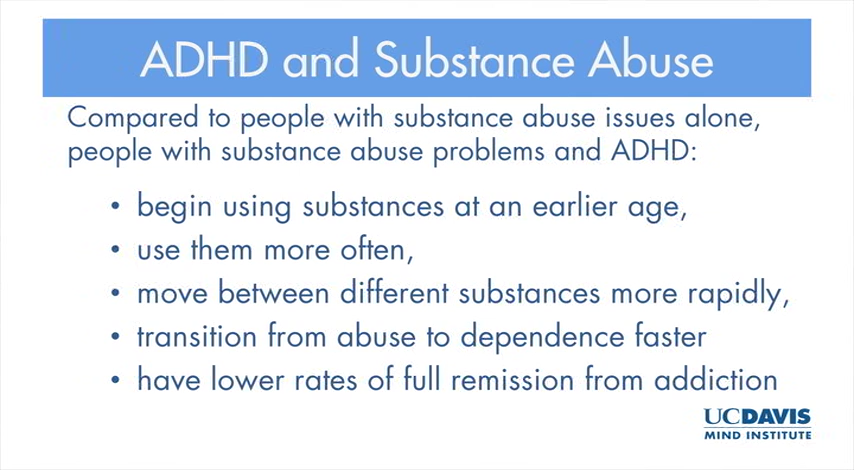 ADHD and Substance Abuse
Compared to people with substance abuse issues alone,
people with substance abuse problems and ADHD:
• begin using substances at an earlier age,
• use them more often,
• move between different substances more rapidly,
• transition from abuse to dependence faster
• have lower rates of full remission from addiction
UCDAVIS
MIND INSTITUTE